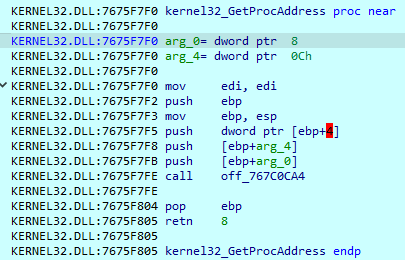 KERNEL32.DLL:7675F7F0 kernel32_GetProcAddress proc near
KERNEL32.DLL:7675F7F0
KERNEL32.DLL:7675F7F0 arg_0= dword ptr  8
KERNEL32.DLL:7675F7F0 arg_4= dword ptr  0Ch
KERNEL32.DLL:7675F7F0
KERNEL32.DLL:7675F7F0 mov     edi, edi
KERNEL32.DLL:7675F7F2 push    ebp
KERNEL32.DLL:7675F7F3 mov     ebp, esp
KERNEL32.DLL:7675F7F5 push    dword ptr [ebp+4]
KERNEL32.DLL:7675F7F8 push    [ebp+arg_4]
KERNEL32.DLL:7675F7FB push    [ebp+arg_0]
KERNEL32.DLL:7675F7FE call    off_767C0CA4
KERNEL32.DLL:7675F7FE
KERNEL32.DLL:7675F804 pop     ebp
KERNEL32.DLL:7675F805 retn    8
KERNEL32.DLL:7675F805
KERNEL32.DLL:7675F805 kernel32_GetProcAddress endp